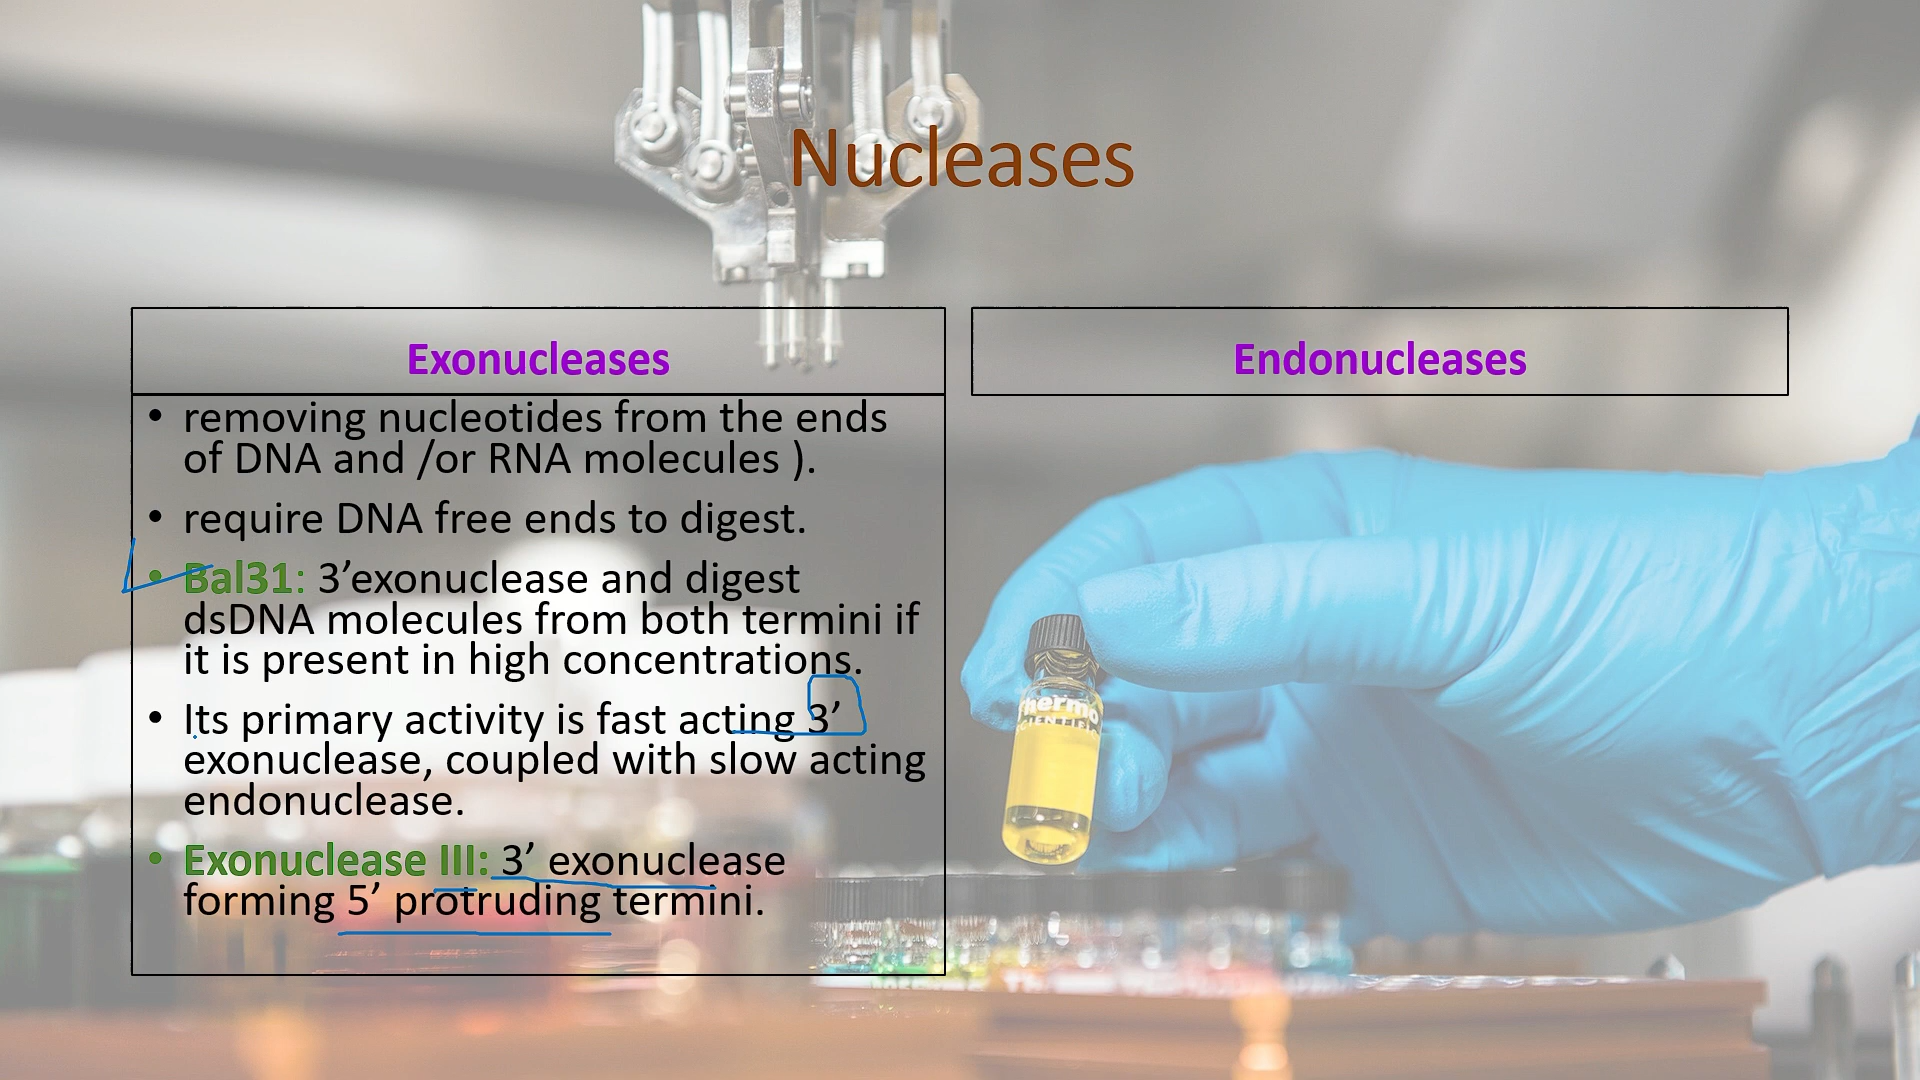 Nucleases
Exonucleases
• removing nucleotides from the ends
of DNA and /or RNA molecules ).
• require DNA free ends to digest.
• Bal31: 3’exonuclease and digest
dsDNA molecules from both termini if
it is present in high concentrations.
• Its primary activity is fast acting 3’
exonuclease, coupled with slow acting
endonuclease.
• Exonuclease III: 3’ exonuclease
forming 5’ protruding termini.
Endonucleases
Thermo